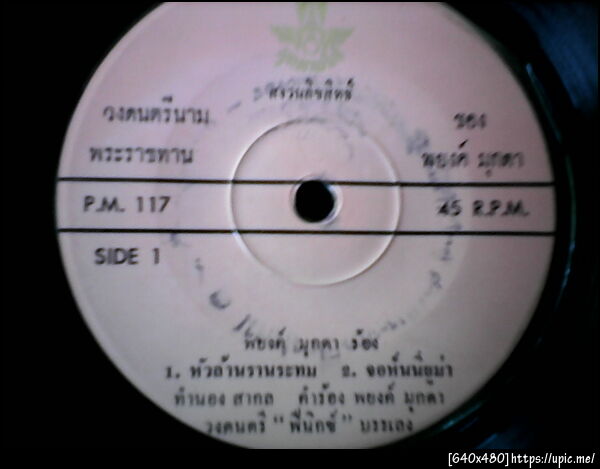 สงวนลิขสิทธิ์
วงดนตรีนาม ของ
พระราชทาน พยงค์ มุกดา
P.M. 117 45 R.P.M.
SIDE 1
พยงค์ มุกดา ร้อง
1. หัวล้านรานระทม 2. จอห์นนิยูม่า
ทำนอง สากล คำร้อง พยงค์ มุกดา
วงดนตรี "พี่นิกซ์" บรรเลง
[640x480]https://upic.me/